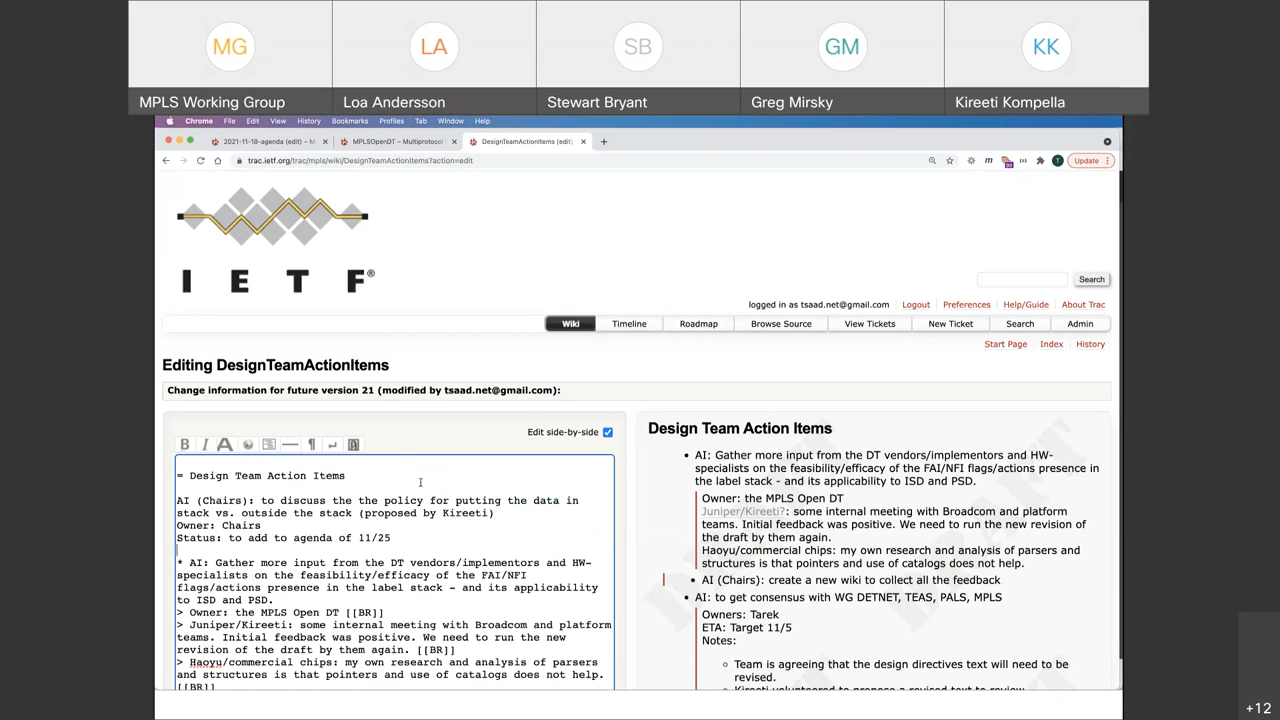 MG
LA
SB
GM
KK
MPLS Working Group
Loa Andersson
Stewart Bryant
Greg Mirsky
Kireeti Kompella
Chrome File Edit View History Bookmarks Profiles Tab Window Help
2021-11-18-agenda (edit) – M
MPLSOpenDT – Multiprotocol
DesignTeamActionItems (edit)
trac.ietf.org/trac/mpls/wiki/DesignTeamActionItems?action=edit
Update
I E T F®
Search
logged in as tsaad.net@gmail.com Logout Preferences Help/Guide About Trac
Wiki Timeline Roadmap Browse Source View Tickets New Ticket Search Admin
Start Page Index History
Editing DesignTeamActionItems
Change information for future version 21 (modified by tsaad.net@gmail.com):
Edit side-by-side
B I A
= Design Team Action Items
AI (Chairs): to discuss the the policy for putting the data in
stack vs. outside the stack (proposed by Kireeti)
Owner: Chairs
Status: to add to agenda of 11/25
* AI: Gather more input from the DT vendors/implementors and HW-
specialists on the feasibility/efficacy of the FAI/NFI
flags/actions presence in the label stack - and its applicability
to ISD and PSD.
> Owner: the MPLS Open DT [[BR]]
> Juniper/Kireeti: some internal meeting with Broadcom and platform
teams. Initial feedback was positive. We need to run the new
revision of the draft by them again. [[BR]]
> Haoyu/commercial chips: my own research and analysis of parsers
and structures is that pointers and use of catalogs does not help.
[[BR]]
Design Team Action Items
• AI: Gather more input from the DT vendors/implementors and HW-
specialists on the feasibility/efficacy of the FAI/NFI flags/actions presence in
the label stack - and its applicability to ISD and PSD.
Owner: the MPLS Open DT
Juniper/Kireeti?: some internal meeting with Broadcom and platform
teams. Initial feedback was positive. We need to run the new revision of
the draft by them again.
Haoyu/commercial chips: my own research and analysis of parsers and
structures is that pointers and use of catalogs does not help.
• AI (Chairs): create a new wiki to collect all the feedback
• AI: to get consensus with WG DETNET, TEAS, PALS, MPLS
Owners: Tarek
ETA: Target 11/5
Notes:
Team is agreeing that the design directives text will need to be
revised.
Kireeti volunteered to propose a revised text to review
+12